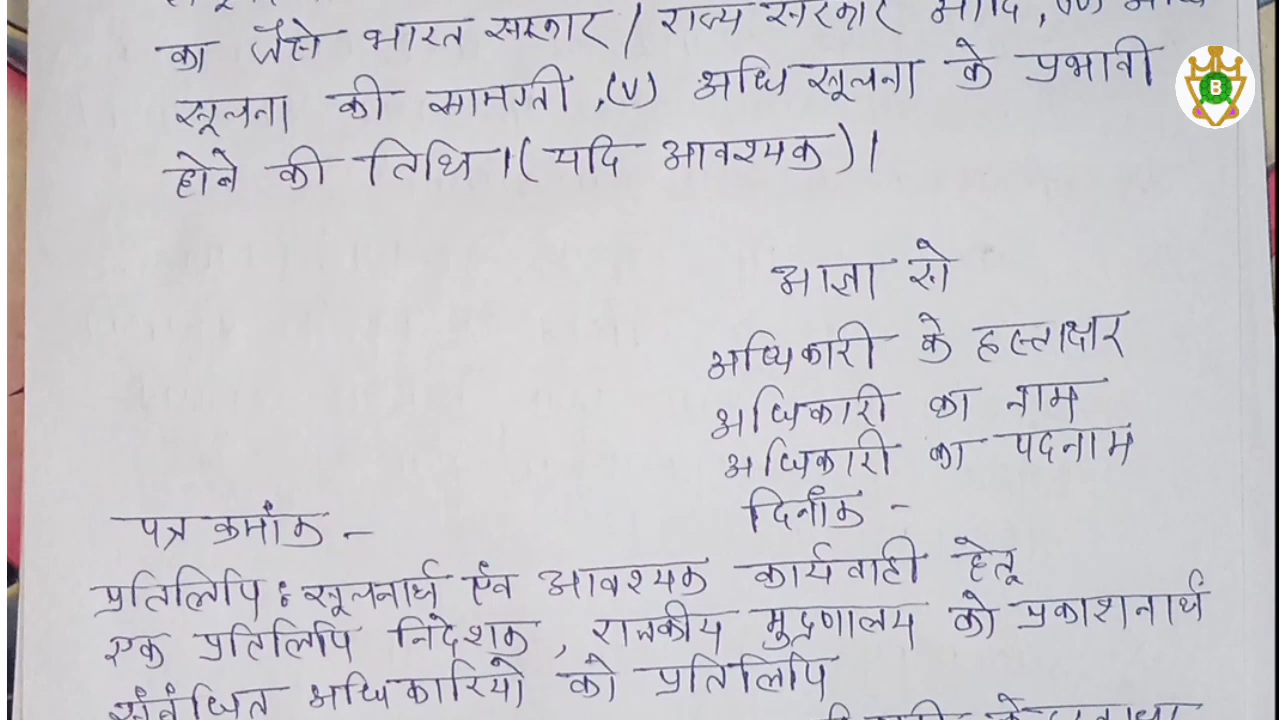 का जैसे भारत सरकार / राज्य सरकार आदि, (iv)
सूचना की सामग्री, (v) अधिसूचना के प्रभावी
होने की तिथि। (यदि आवश्यक)।
आज्ञा से
अधिकारी के हस्ताक्षर
अधिकारी का नाम
अधिकारी का पदनाम
पत्र क्रमांक - दिनांक -
प्रतिलिपि : सूचनार्थ एंव आवश्यक कार्यवाही हेतू
एक प्रतिलिपि निदेशक, राजकीय मुद्रणालय को प्रकाशनार्थ
संबंधित अधिकारियो को प्रतिलिपि
B